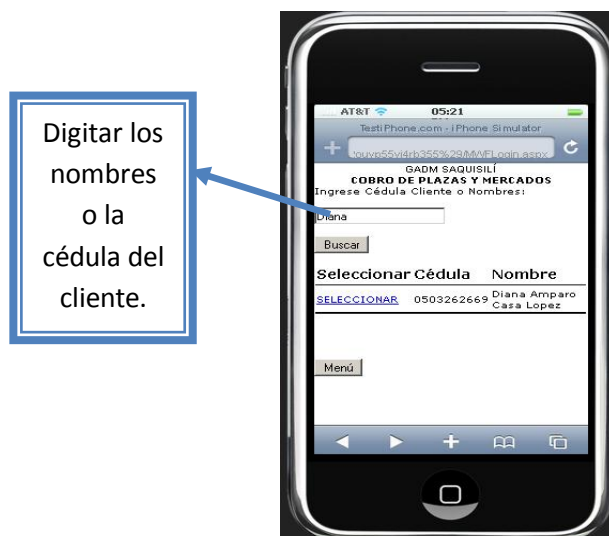 Digitar los
nombres
o la
cédula del
cliente.
AT&T 05:21
TestiPhone.com - iPhone Simulator
GADM SAQUISILÍ
COBRO DE PLAZAS Y MERCADOS
Ingrese Cédula Cliente o Nombres:
Diana
Buscar
Seleccionar Cédula Nombre
SELECCIONAR 0503262669 Diana Amparo
Casa Lopez
Menú